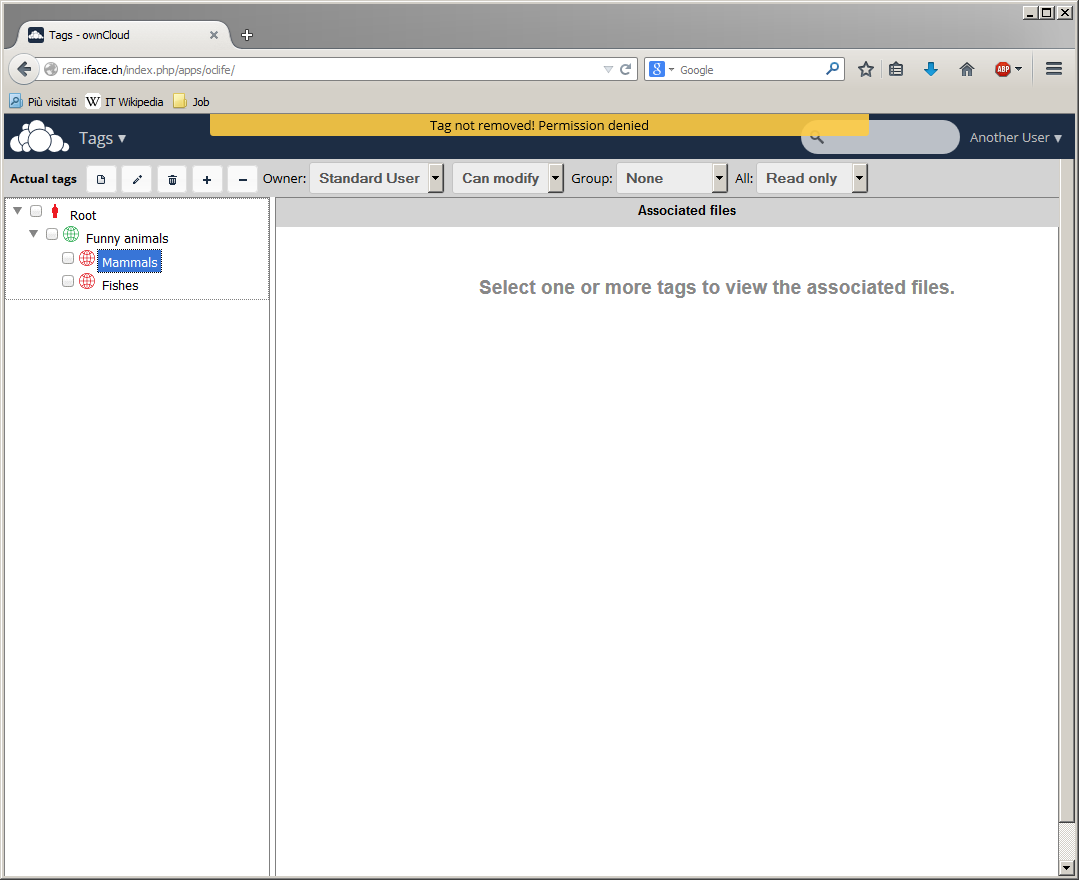 Tags - ownCloud
rem.iface.ch/index.php/apps/oclife/
8 Google
ABP
Più visitati W IT Wikipedia Job
Tag not removed! Permission denied
Tags ▾ Another User ▾
Actual tags Owner: Standard User Can modify Group: None All: Read only
Root
Funny animals
Mammals
Fishes
Associated files
Select one or more tags to view the associated files.